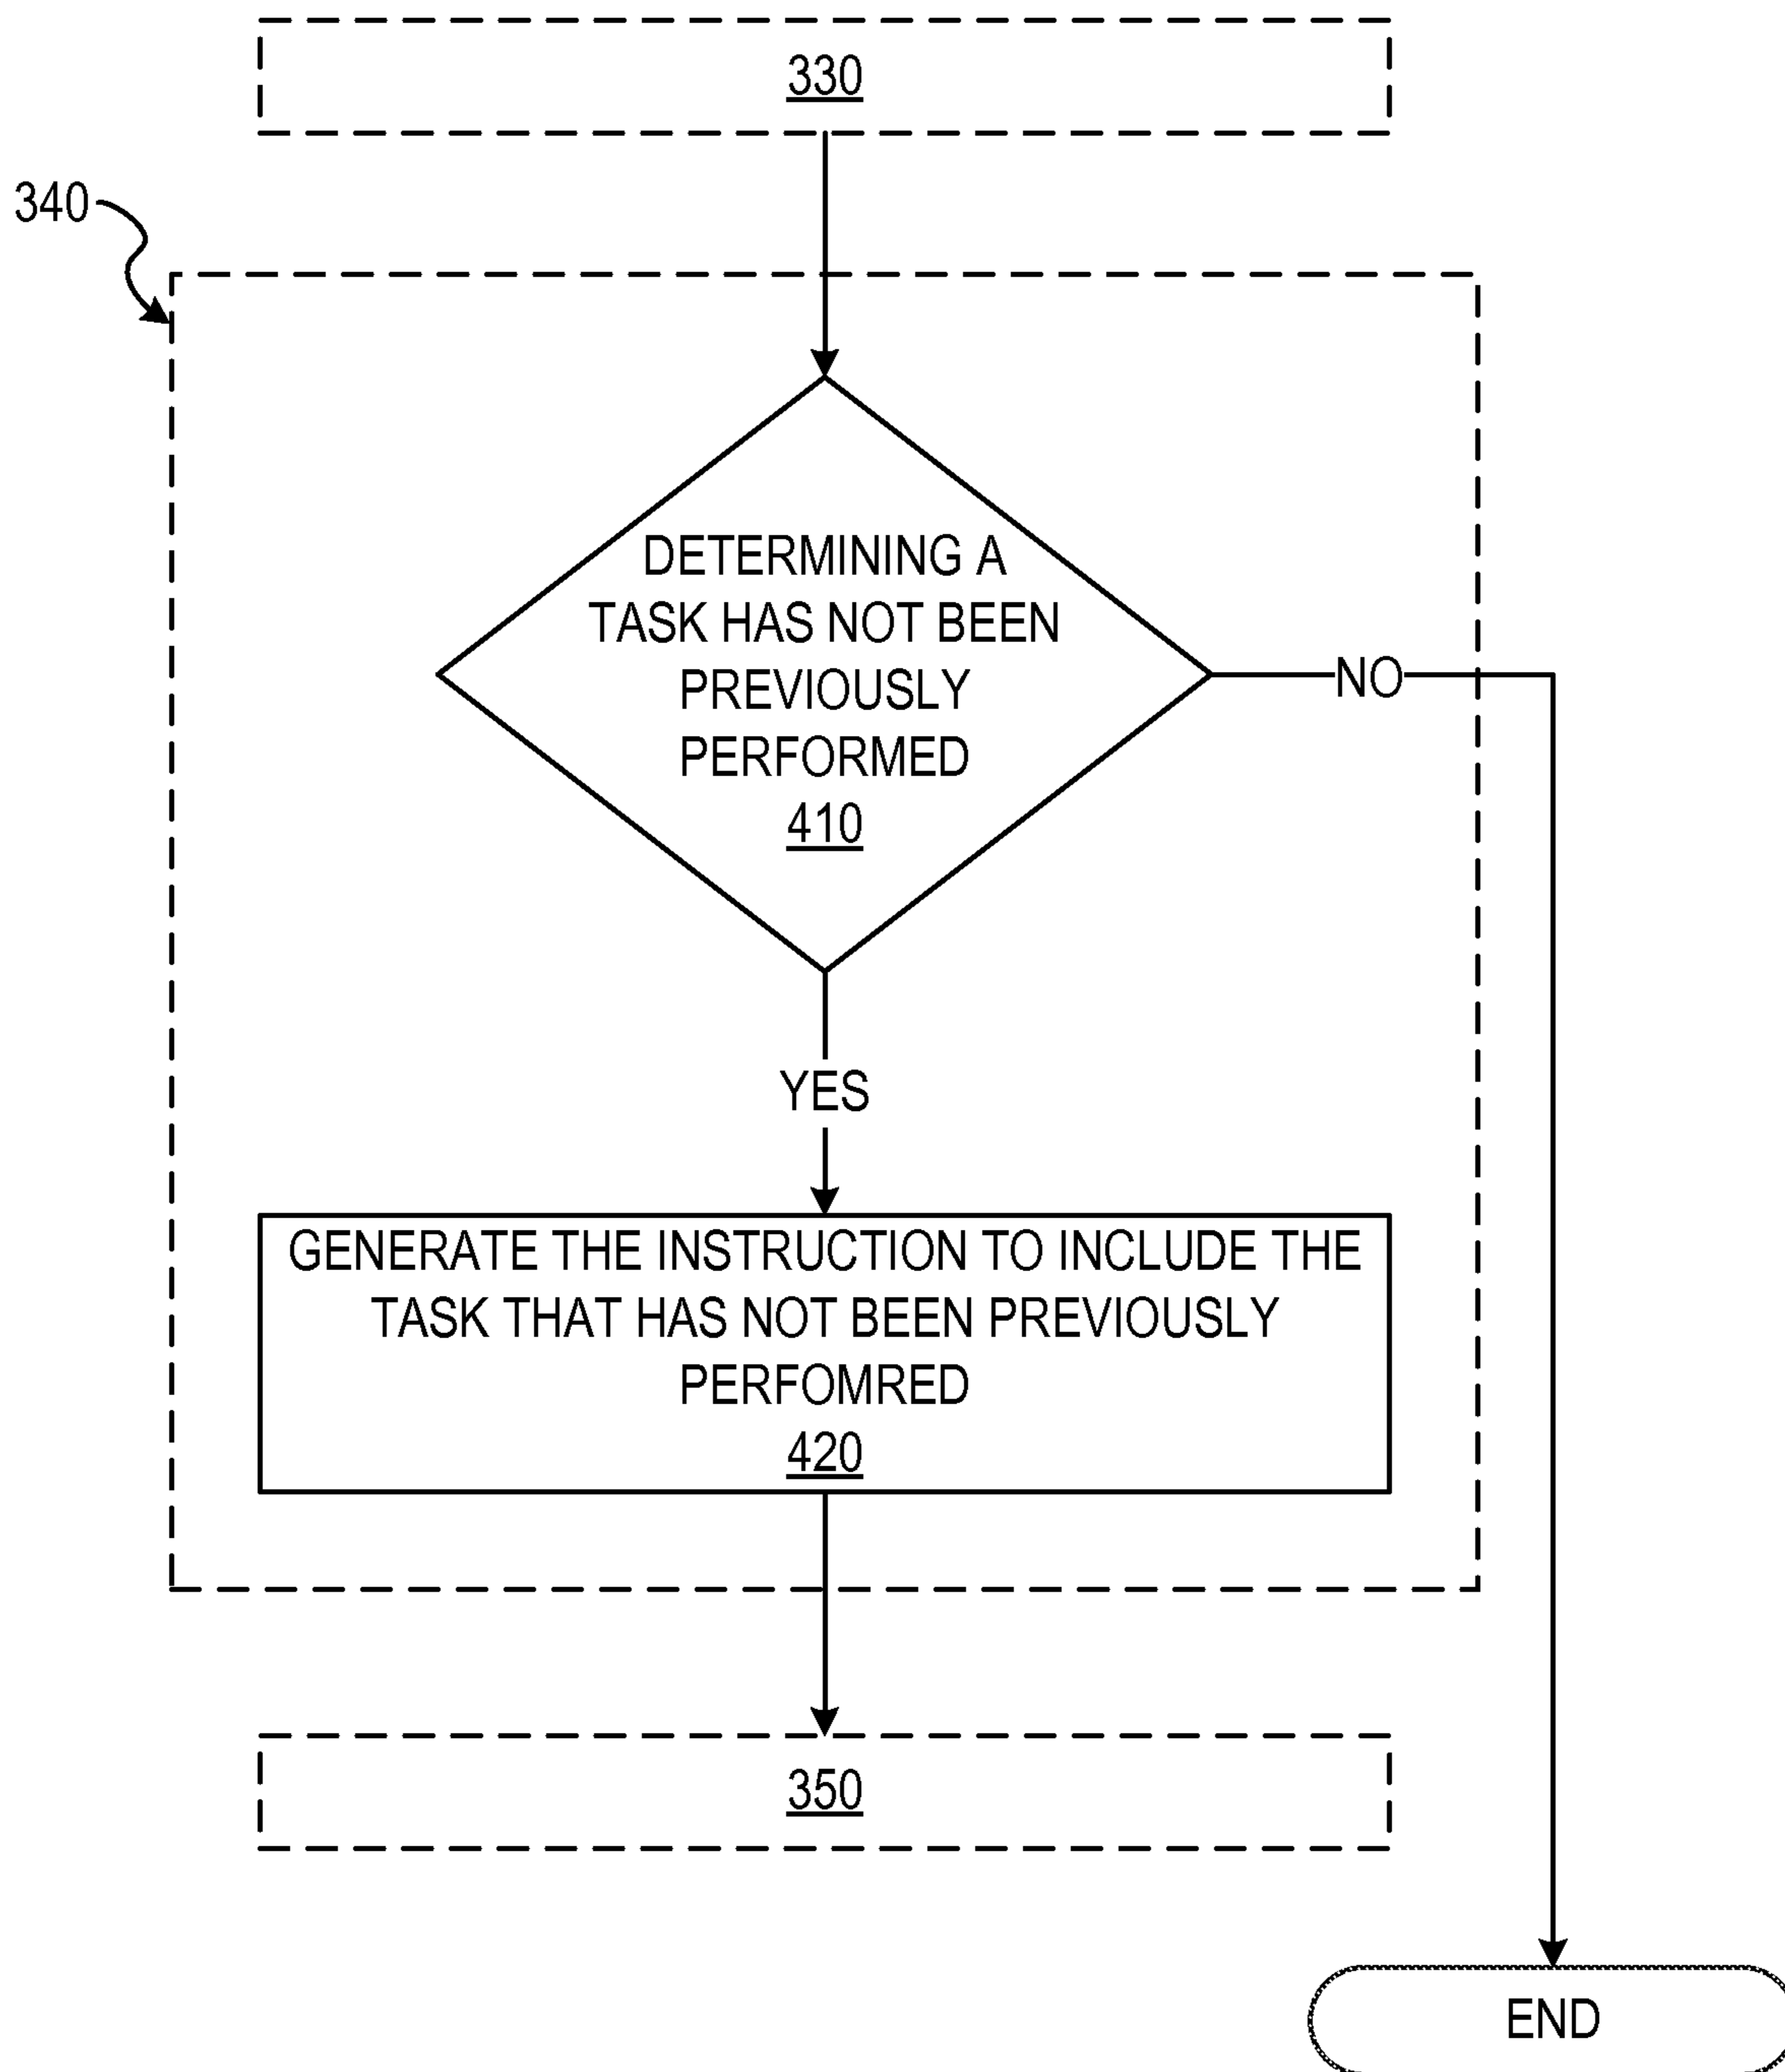 330
340
DETERMINING A
TASK HAS NOT BEEN
PREVIOUSLY
PERFORMED
410
NO
YES
GENERATE THE INSTRUCTION TO INCLUDE THE
TASK THAT HAS NOT BEEN PREVIOUSLY
PERFOMRED
420
350
END